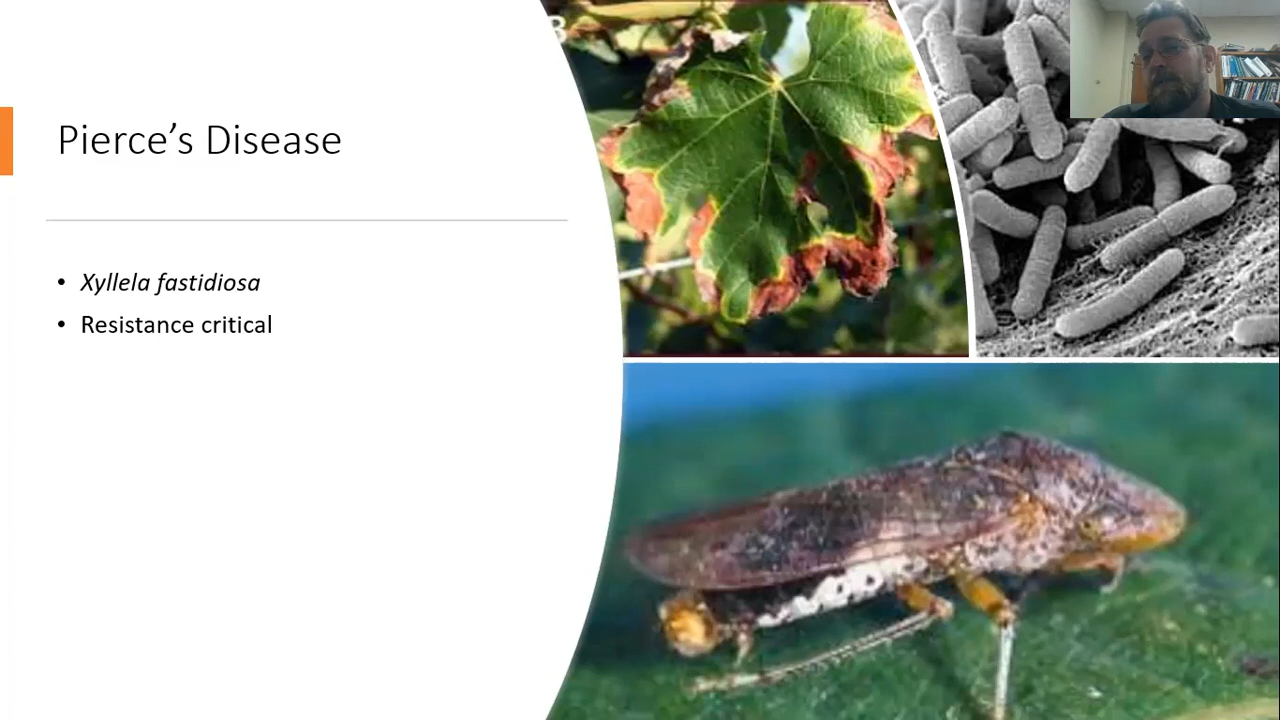 Pierce’s Disease
• Xyllela fastidiosa
• Resistance critical